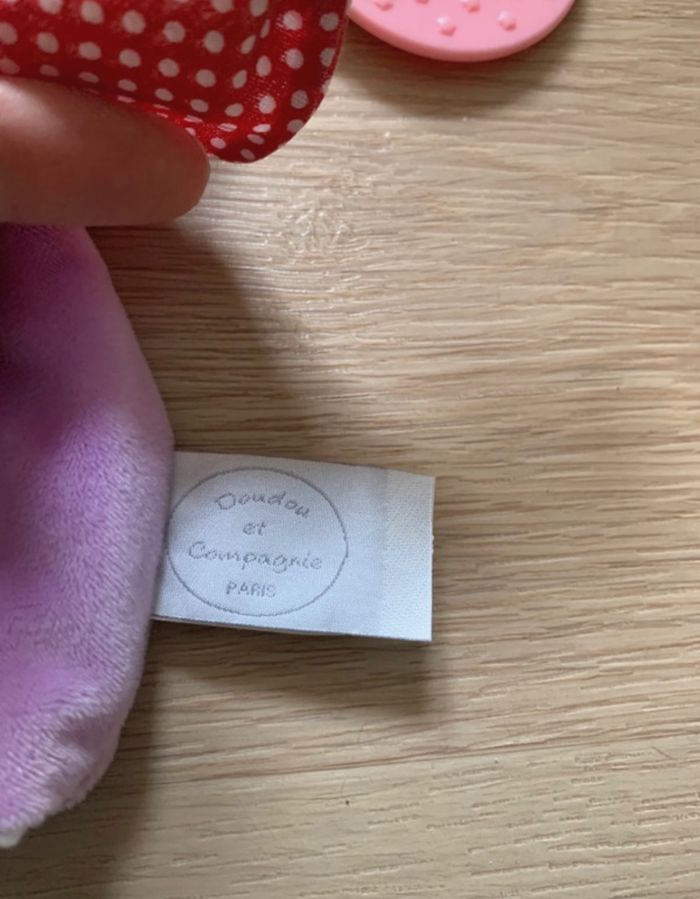 Doudou
et
Compagnie
PARIS